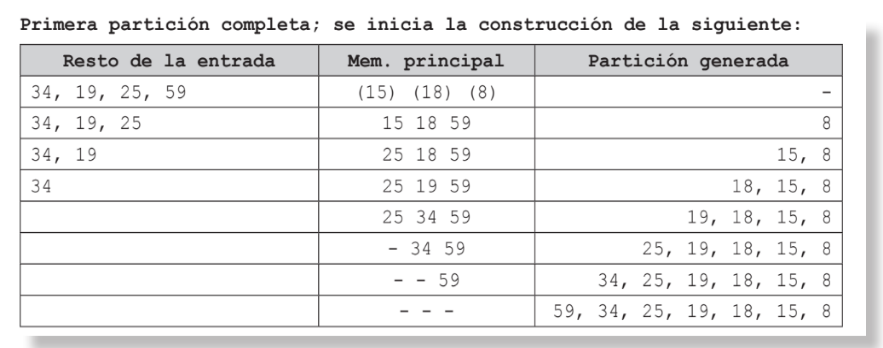 Primera partición completa; se inicia la construcción de la siguiente:
Resto de la entrada Mem. principal Partición generada
34, 19, 25, 59 (15) (18) (8) -
34, 19, 25 15 18 59 8
34, 19 25 18 59 15, 8
34 25 19 59 18, 15, 8
25 34 59 19, 18, 15, 8
- 34 59 25, 19, 18, 15, 8
- - 59 34, 25, 19, 18, 15, 8
- - - 59, 34, 25, 19, 18, 15, 8